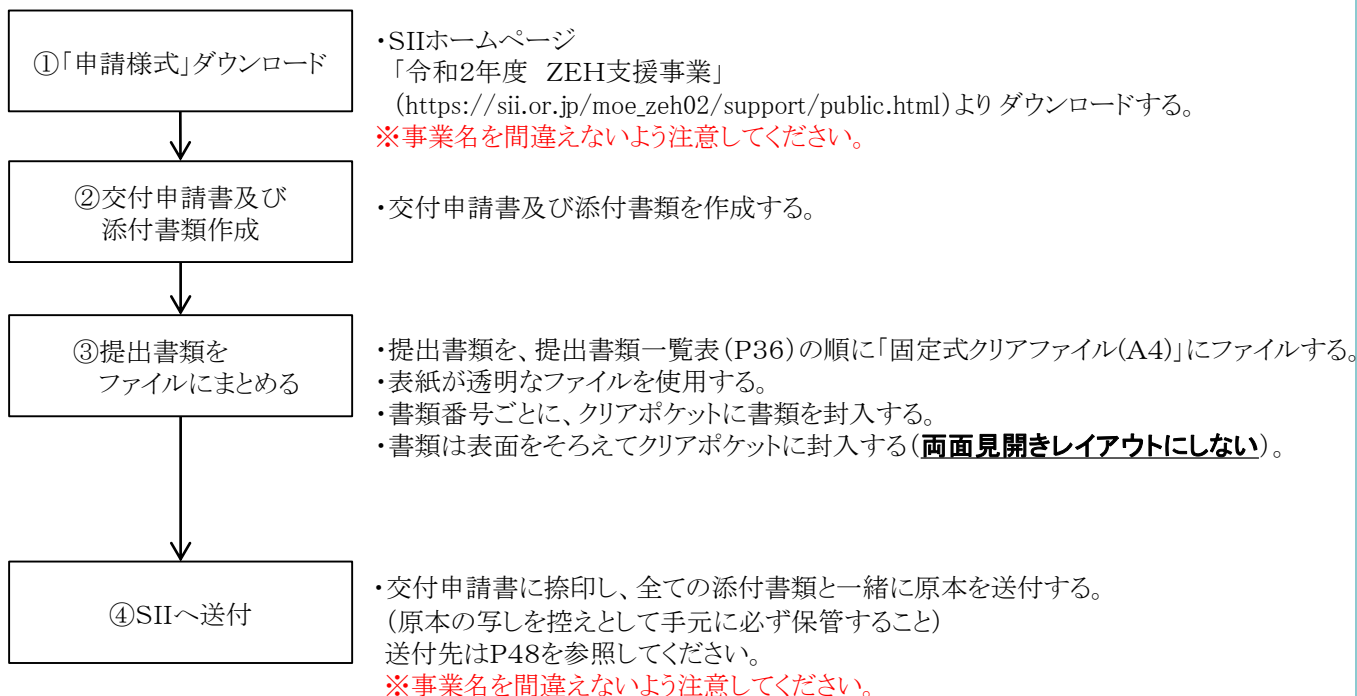 ①「申請様式」ダウンロード
・SIIホームページ
「令和2年度　ZEH支援事業」
（https://sii.or.jp/moe_zeh02/support/public.html）より ダウンロードする。
※事業名を間違えないよう注意してください。
②交付申請書及び
添付書類作成
・交付申請書及び添付書類を作成する。
③提出書類を
ファイルにまとめる
・提出書類を、提出書類一覧表（P36）の順に「固定式クリアファイル(A4)」にファイルする。
・表紙が透明なファイルを使用する。
・書類番号ごとに、クリアポケットに書類を封入する。
・書類は表面をそろえてクリアポケットに封入する（両面見開きレイアウトにしない）。
④SIIへ送付
・交付申請書に捺印し、全ての添付書類と一緒に原本を送付する。
（原本の写しを控えとして手元に必ず保管すること）
送付先はP48を参照してください。
※事業名を間違えないよう注意してください。